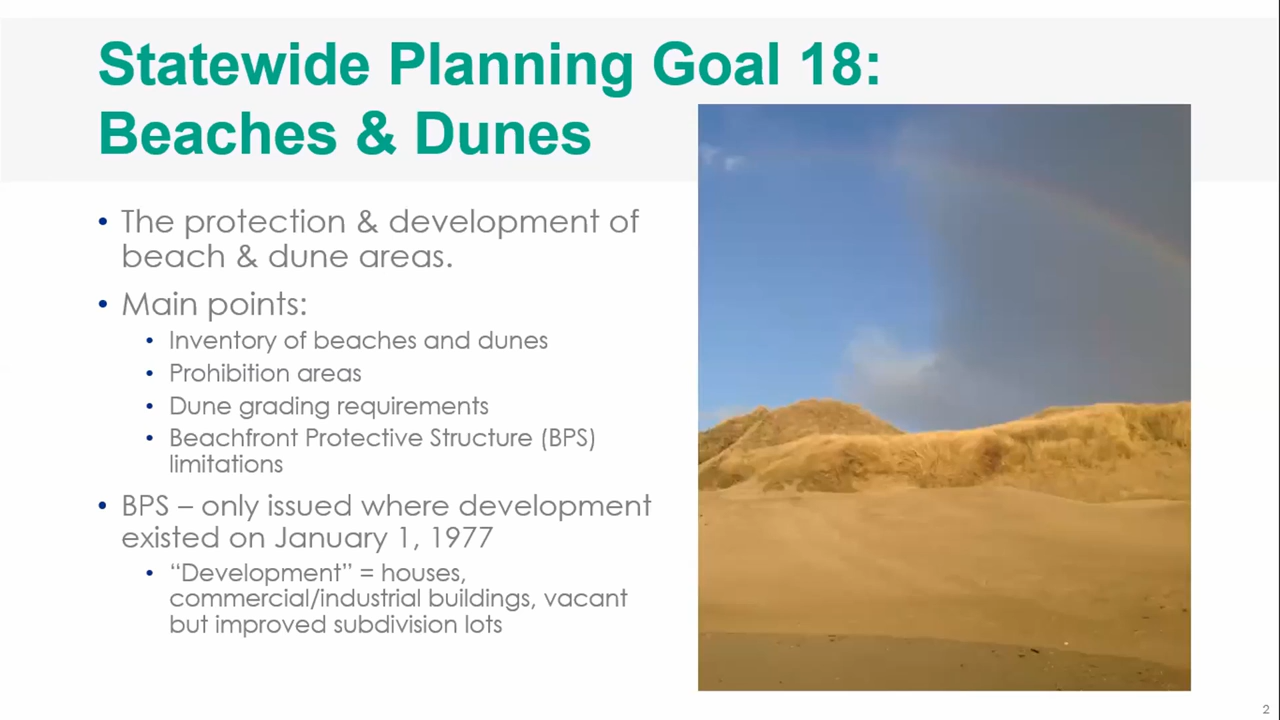 Statewide Planning Goal 18:
Beaches & Dunes
• The protection & development of
beach & dune areas.
• Main points:
• Inventory of beaches and dunes
• Prohibition areas
• Dune grading requirements
• Beachfront Protective Structure (BPS)
limitations
• BPS – only issued where development
existed on January 1, 1977
• “Development” = houses,
commercial/industrial buildings, vacant
but improved subdivision lots
2